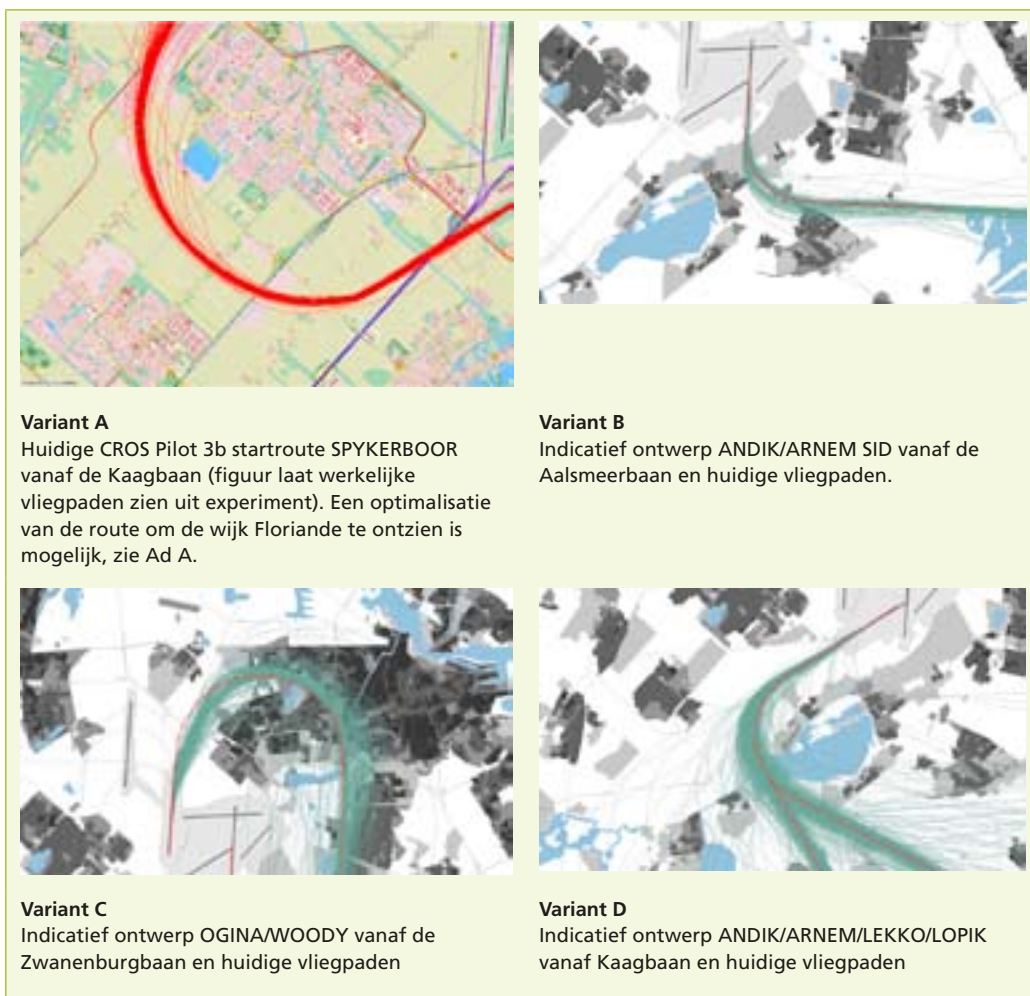 Variant A
Huidige CROS Pilot 3b startroute SPYKERBOOR
vanaf de Kaagbaan (figuur laat werkelijke
vliegpaden zien uit experiment). Een optimalisatie
van de route om de wijk Floriande te ontzien is
mogelijk, zie Ad A.
Variant B
Indicatief ontwerp ANDIK/ARNEM SID vanaf de
Aalsmeerbaan en huidige vliegpaden.
Variant C
Indicatief ontwerp OGINA/WOODY vanaf de
Zwanenburgbaan en huidige vliegpaden
Variant D
Indicatief ontwerp ANDIK/ARNEM/LEKKO/LOPIK
vanaf Kaagbaan en huidige vliegpaden